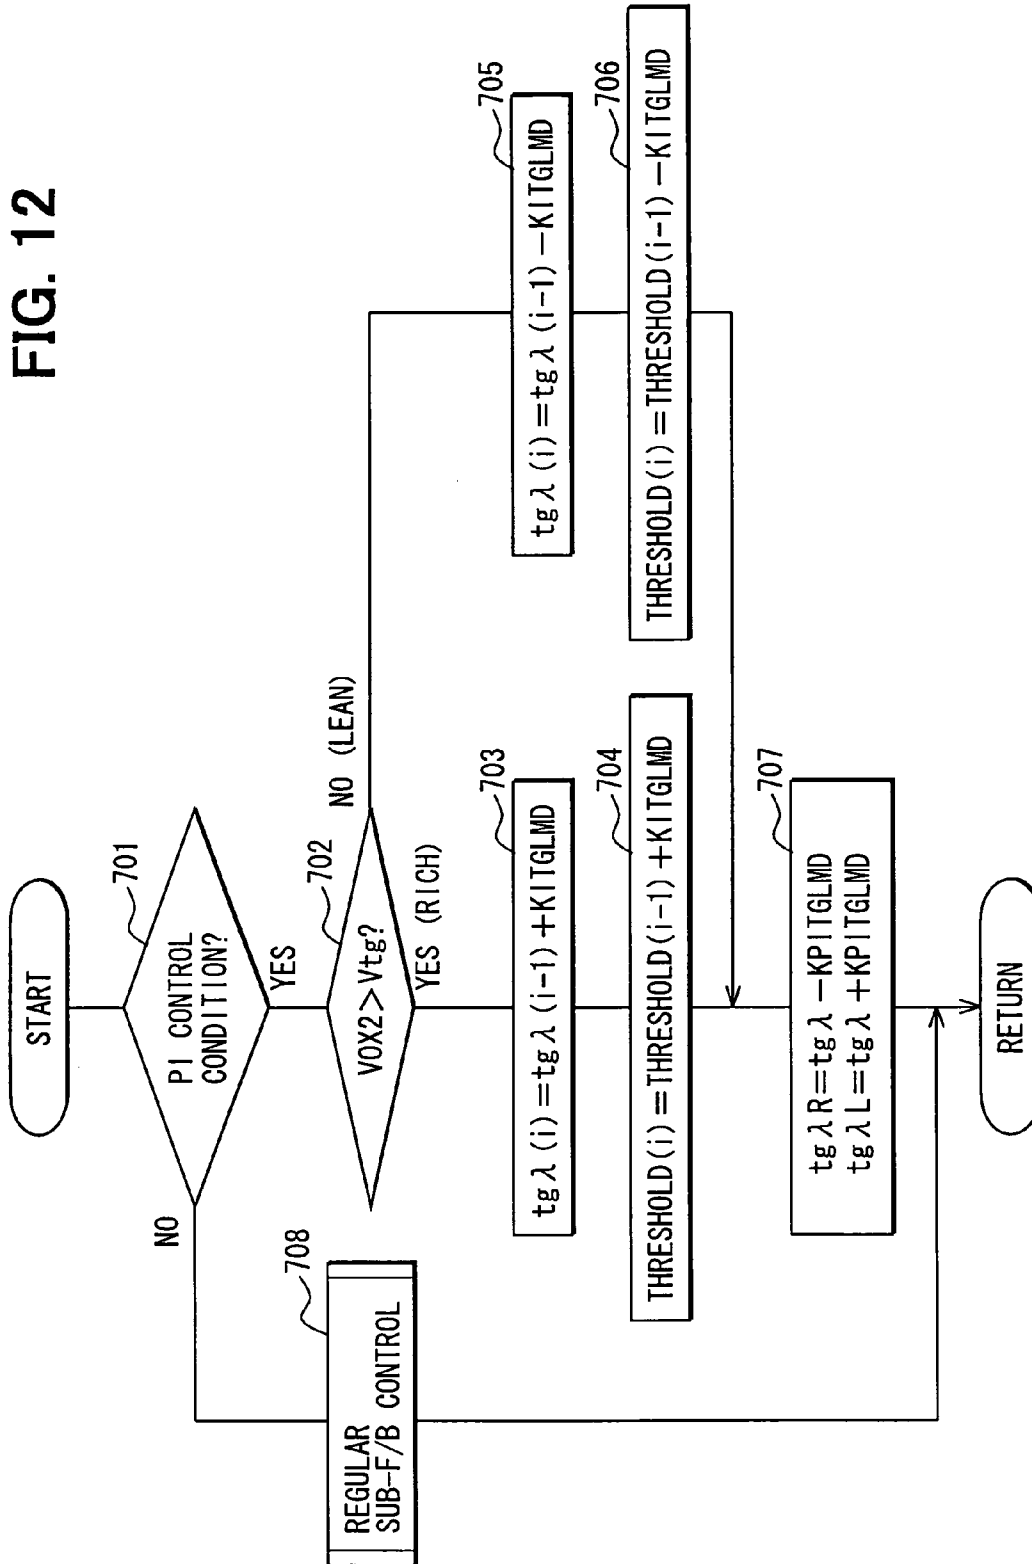 FIG. 12
START
701
PI CONTROL
CONDITION?
NO
YES
702
VOX2>Vtg?
NO (LEAN)
YES (RICH)
703
tgλ(i)=tgλ(i-1)+KITGLMD
704
THRESHOLD(i)=THRESHOLD(i-1)+KITGLMD
705
tgλ(i)=tgλ(i-1)-KITGLMD
706
THRESHOLD(i)=THRESHOLD(i-1)-KITGLMD
707
tgλR=tgλ-KPITGLMD
tgλL=tgλ+KPITGLMD
708
REGULAR
SUB-F/B CONTROL
RETURN